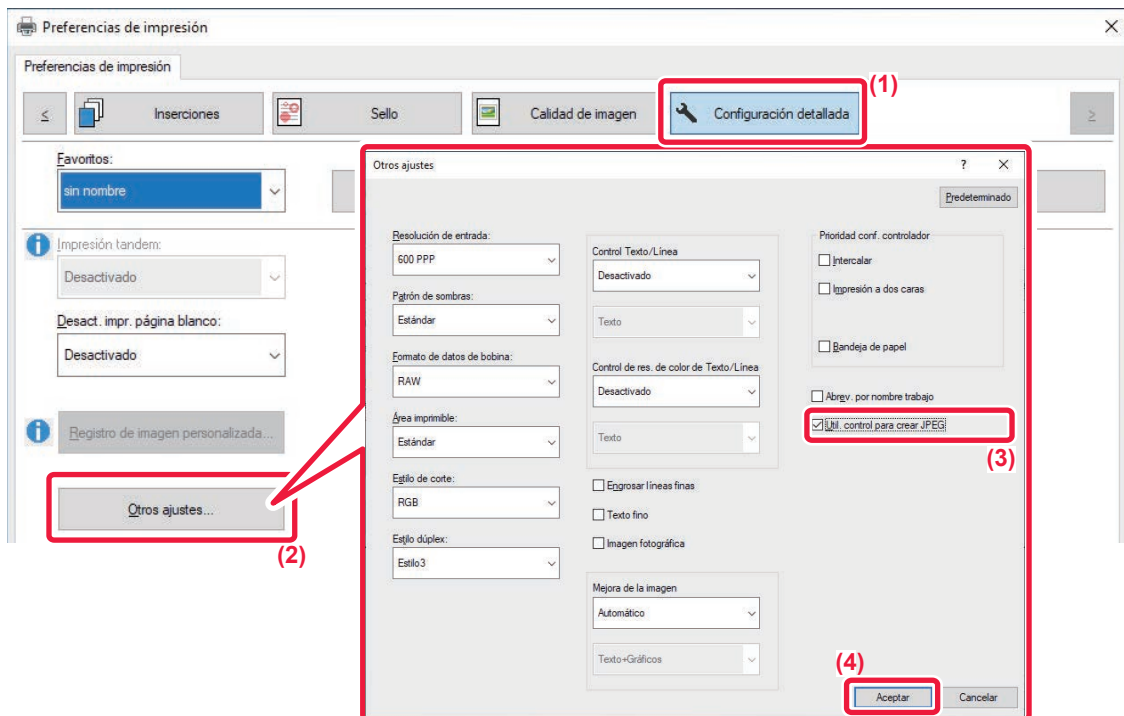 Preferencias de impresión
Preferencias de impresión
(1)
<
Inserciones
Sello
Calidad de imagen
Configuración detallada
>
Favoritos:
sin nombre
Impresión tandem:
Desactivado
Desact. impr. página blanco:
Desactivado
Registro de imagen personalizada...
Otros ajustes...
(2)
Otros ajustes
?
Predeterminado
Resolución de entrada:
600 PPP
Patrón de sombras:
Estándar
Formato de datos de bobina:
RAW
Área imprimible:
Estándar
Estilo de corte:
RGB
Estilo dúplex:
Estilo3
Control Texto/Línea
Desactivado
Texto
Control de res. de color de Texto/Línea
Desactivado
Texto
Engrosar líneas finas
Texto fino
Imagen fotográfica
Mejora de la imagen
Automático
Texto+Gráficos
Prioridad conf. controlador
Intercalar
Impresión a dos caras
Bandeja de papel
Abrev. por nombre trabajo
Util. control para crear JPEG
(3)
(4)
Aceptar
Cancelar